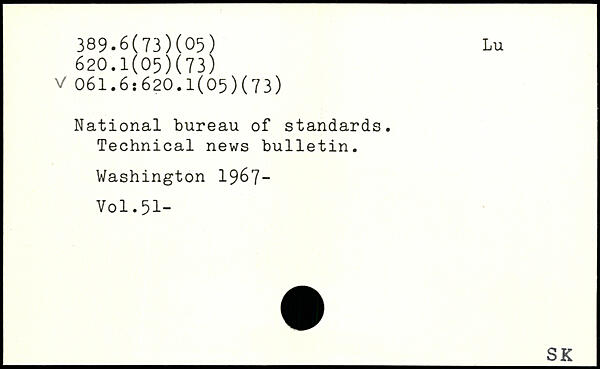 389.6(73)(05) Lu
620.1(05)(73)
√ 061.6:620.1(05)(73)
National bureau of standards.
Technical news bulletin.
Washington 1967-
Vol.51-
SK